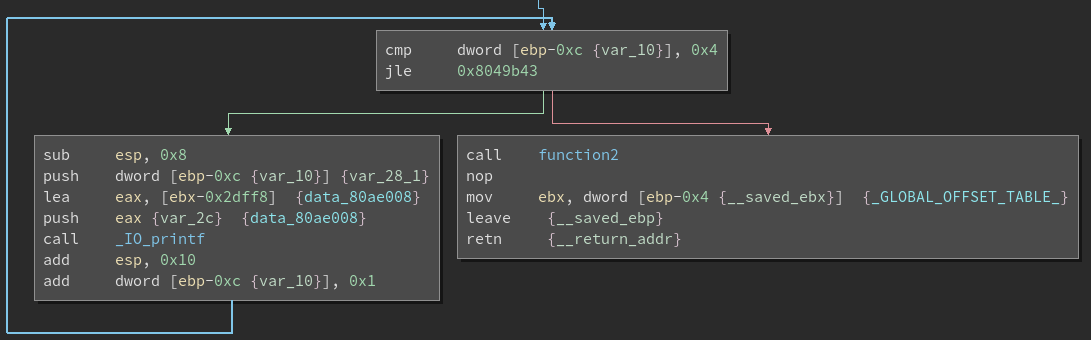 cmp     dword [ebp-0xc {var_10}], 0x4
jle     0x8049b43
sub     esp, 0x8
push    dword [ebp-0xc {var_10}] {var_28_1}
lea     eax, [ebx-0x2dff8]  {data_80ae008}
push    eax {var_2c}  {data_80ae008}
call    _IO_printf
add     esp, 0x10
add     dword [ebp-0xc {var_10}], 0x1
call    function2
nop
mov     ebx, dword [ebp-0x4 {__saved_ebx}]  {_GLOBAL_OFFSET_TABLE_}
leave    {__saved_ebp}
retn     {__return_addr}